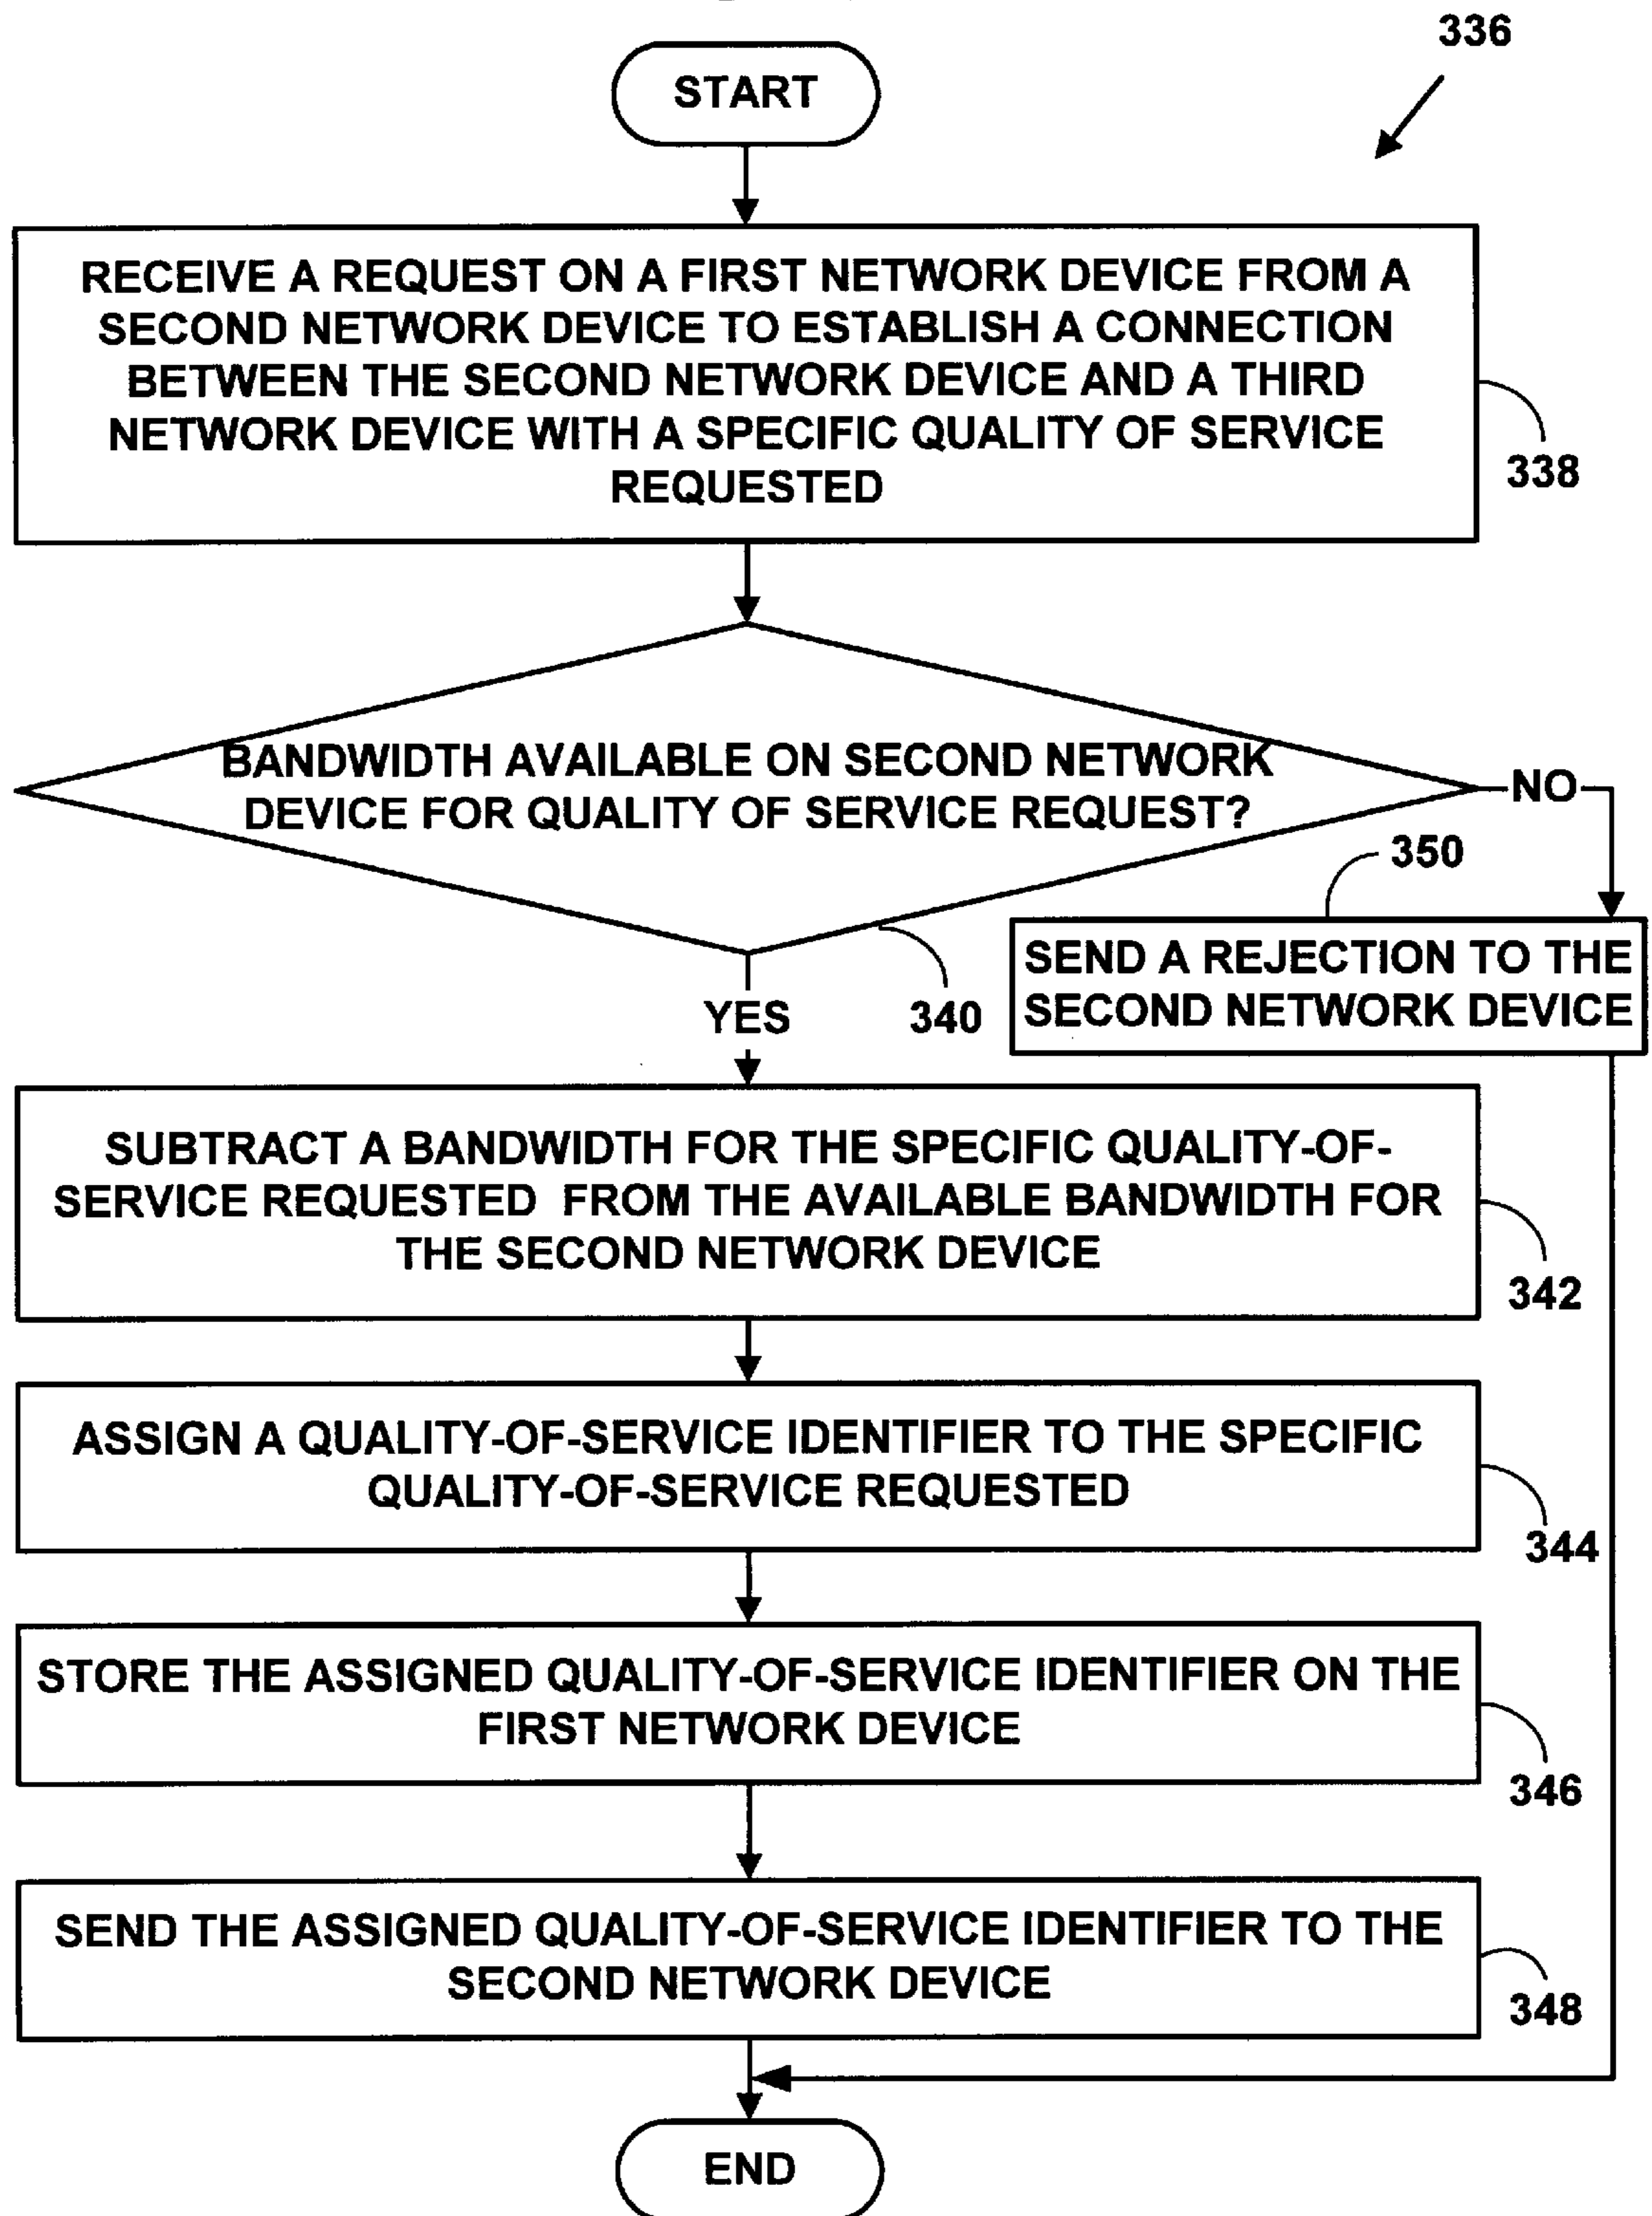 336
START
RECEIVE A REQUEST ON A FIRST NETWORK DEVICE FROM A
SECOND NETWORK DEVICE TO ESTABLISH A CONNECTION
BETWEEN THE SECOND NETWORK DEVICE AND A THIRD
NETWORK DEVICE WITH A SPECIFIC QUALITY OF SERVICE
REQUESTED
338
BANDWIDTH AVAILABLE ON SECOND NETWORK
DEVICE FOR QUALITY OF SERVICE REQUEST?
NO
350
SEND A REJECTION TO THE
SECOND NETWORK DEVICE
YES
340
SUBTRACT A BANDWIDTH FOR THE SPECIFIC QUALITY-OF-
SERVICE REQUESTED FROM THE AVAILABLE BANDWIDTH FOR
THE SECOND NETWORK DEVICE
342
ASSIGN A QUALITY-OF-SERVICE IDENTIFIER TO THE SPECIFIC
QUALITY-OF-SERVICE REQUESTED
344
STORE THE ASSIGNED QUALITY-OF-SERVICE IDENTIFIER ON THE
FIRST NETWORK DEVICE
346
SEND THE ASSIGNED QUALITY-OF-SERVICE IDENTIFIER TO THE
SECOND NETWORK DEVICE
348
END